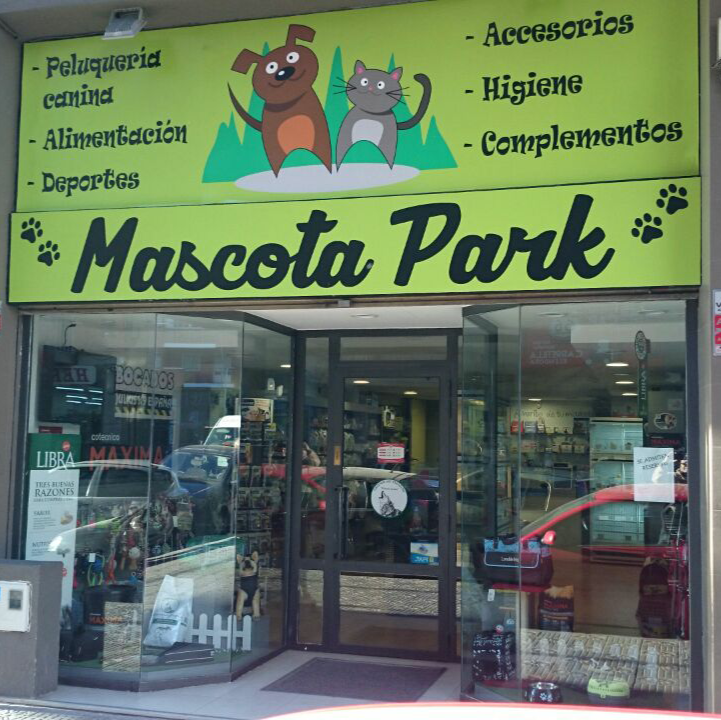 - Peluquería
canina
- Alimentación
- Deportes
- Accesorios
- Higiene
- Complementos
Mascota Park
BOCADOS
LIBRA
MAXIMA
TRES BUENAS
RAZONES